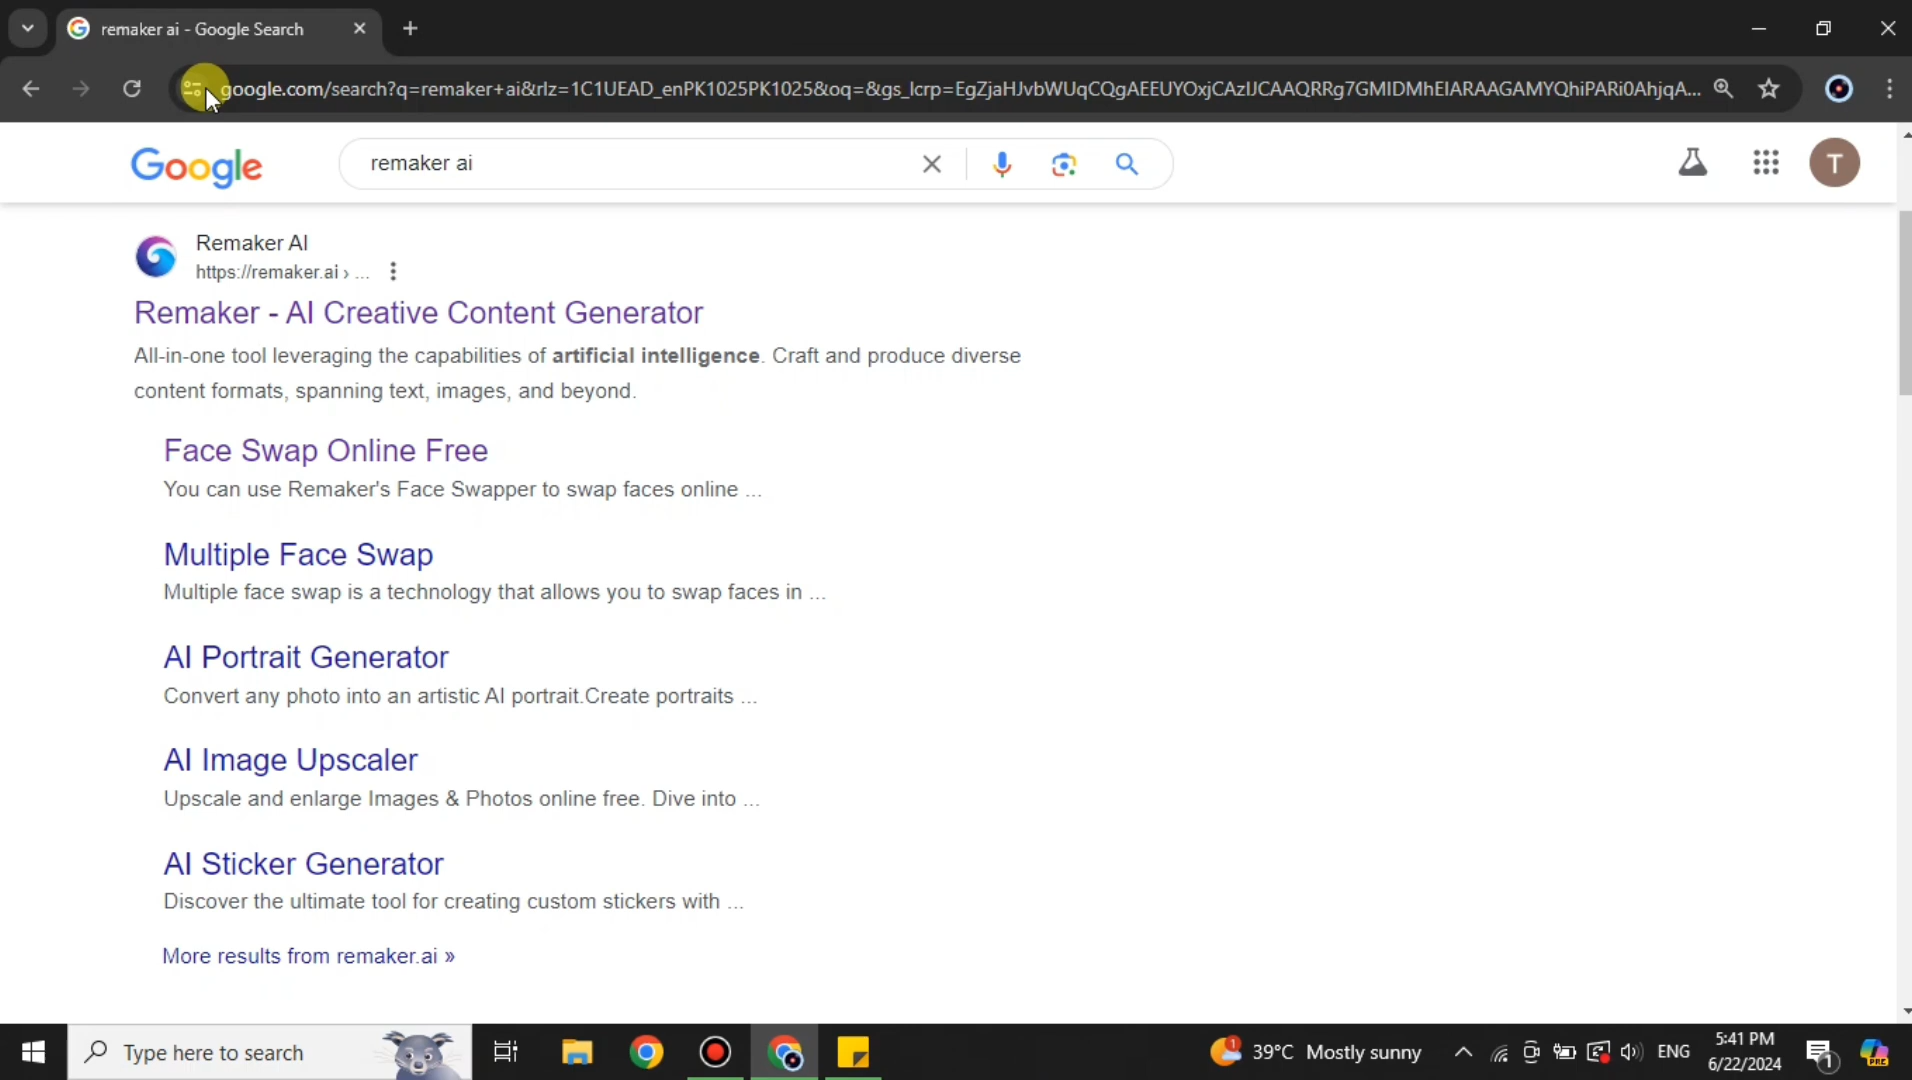 remaker ai - Google Search
google.com/search?q=remaker+ai&rlz=1C1UEAD_enPK1025PK1025&oq=&gs_lcrp=EgZjaHJvbWUqCQgAEEUYOxjCAzIJCAAQRRg7GMIDMhEIARAAGAMYQhiPARi0AhjqA...
Google
remaker ai
T
Remaker AI
https://remaker.ai › ...
Remaker - AI Creative Content Generator
All-in-one tool leveraging the capabilities of artificial intelligence. Craft and produce diverse
content formats, spanning text, images, and beyond.
Face Swap Online Free
You can use Remaker's Face Swapper to swap faces online ...
Multiple Face Swap
Multiple face swap is a technology that allows you to swap faces in ...
AI Portrait Generator
Convert any photo into an artistic AI portrait.Create portraits ...
AI Image Upscaler
Upscale and enlarge Images & Photos online free. Dive into ...
AI Sticker Generator
Discover the ultimate tool for creating custom stickers with ...
More results from remaker.ai »
Type here to search
1
39°C Mostly sunny
ENG
5:41 PM
6/22/2024
1
PRE